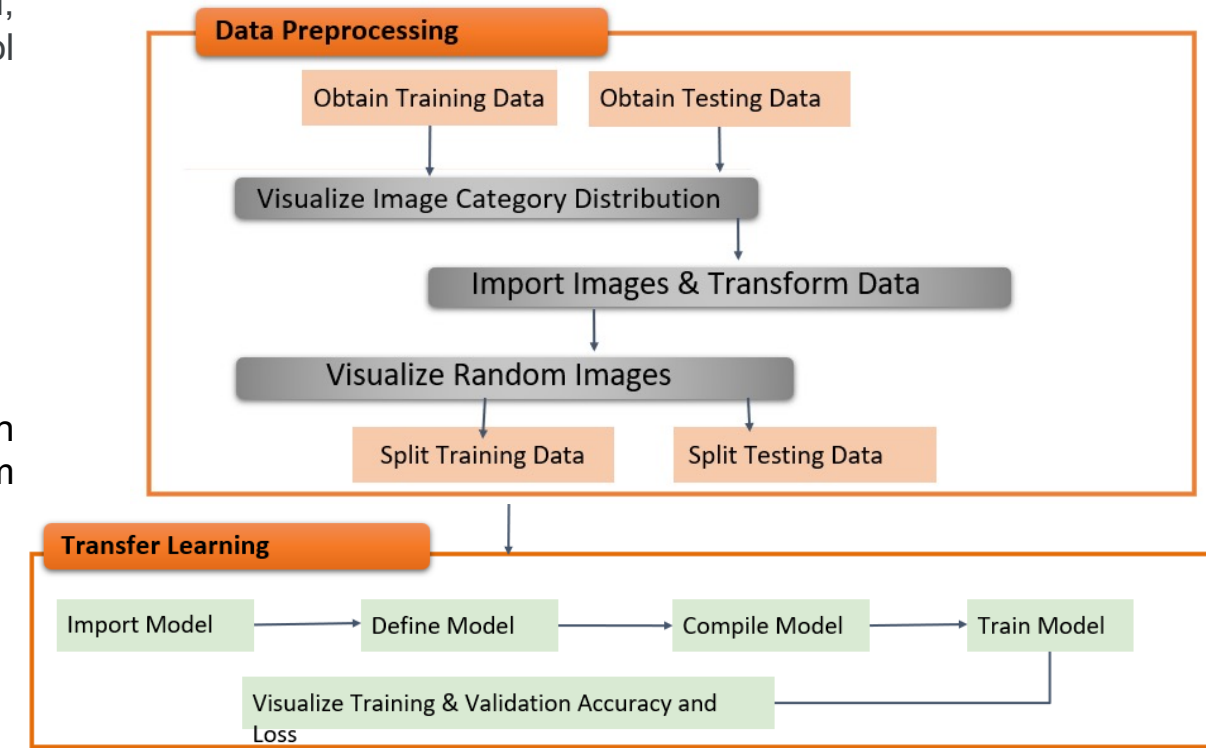 Data Preprocessing
Obtain Training Data
Obtain Testing Data
Visualize Image Category Distribution
Import Images & Transform Data
Visualize Random Images
Split Training Data
Split Testing Data
Transfer Learning
Import Model
Define Model
Compile Model
Train Model
Visualize Training & Validation Accuracy and
Loss